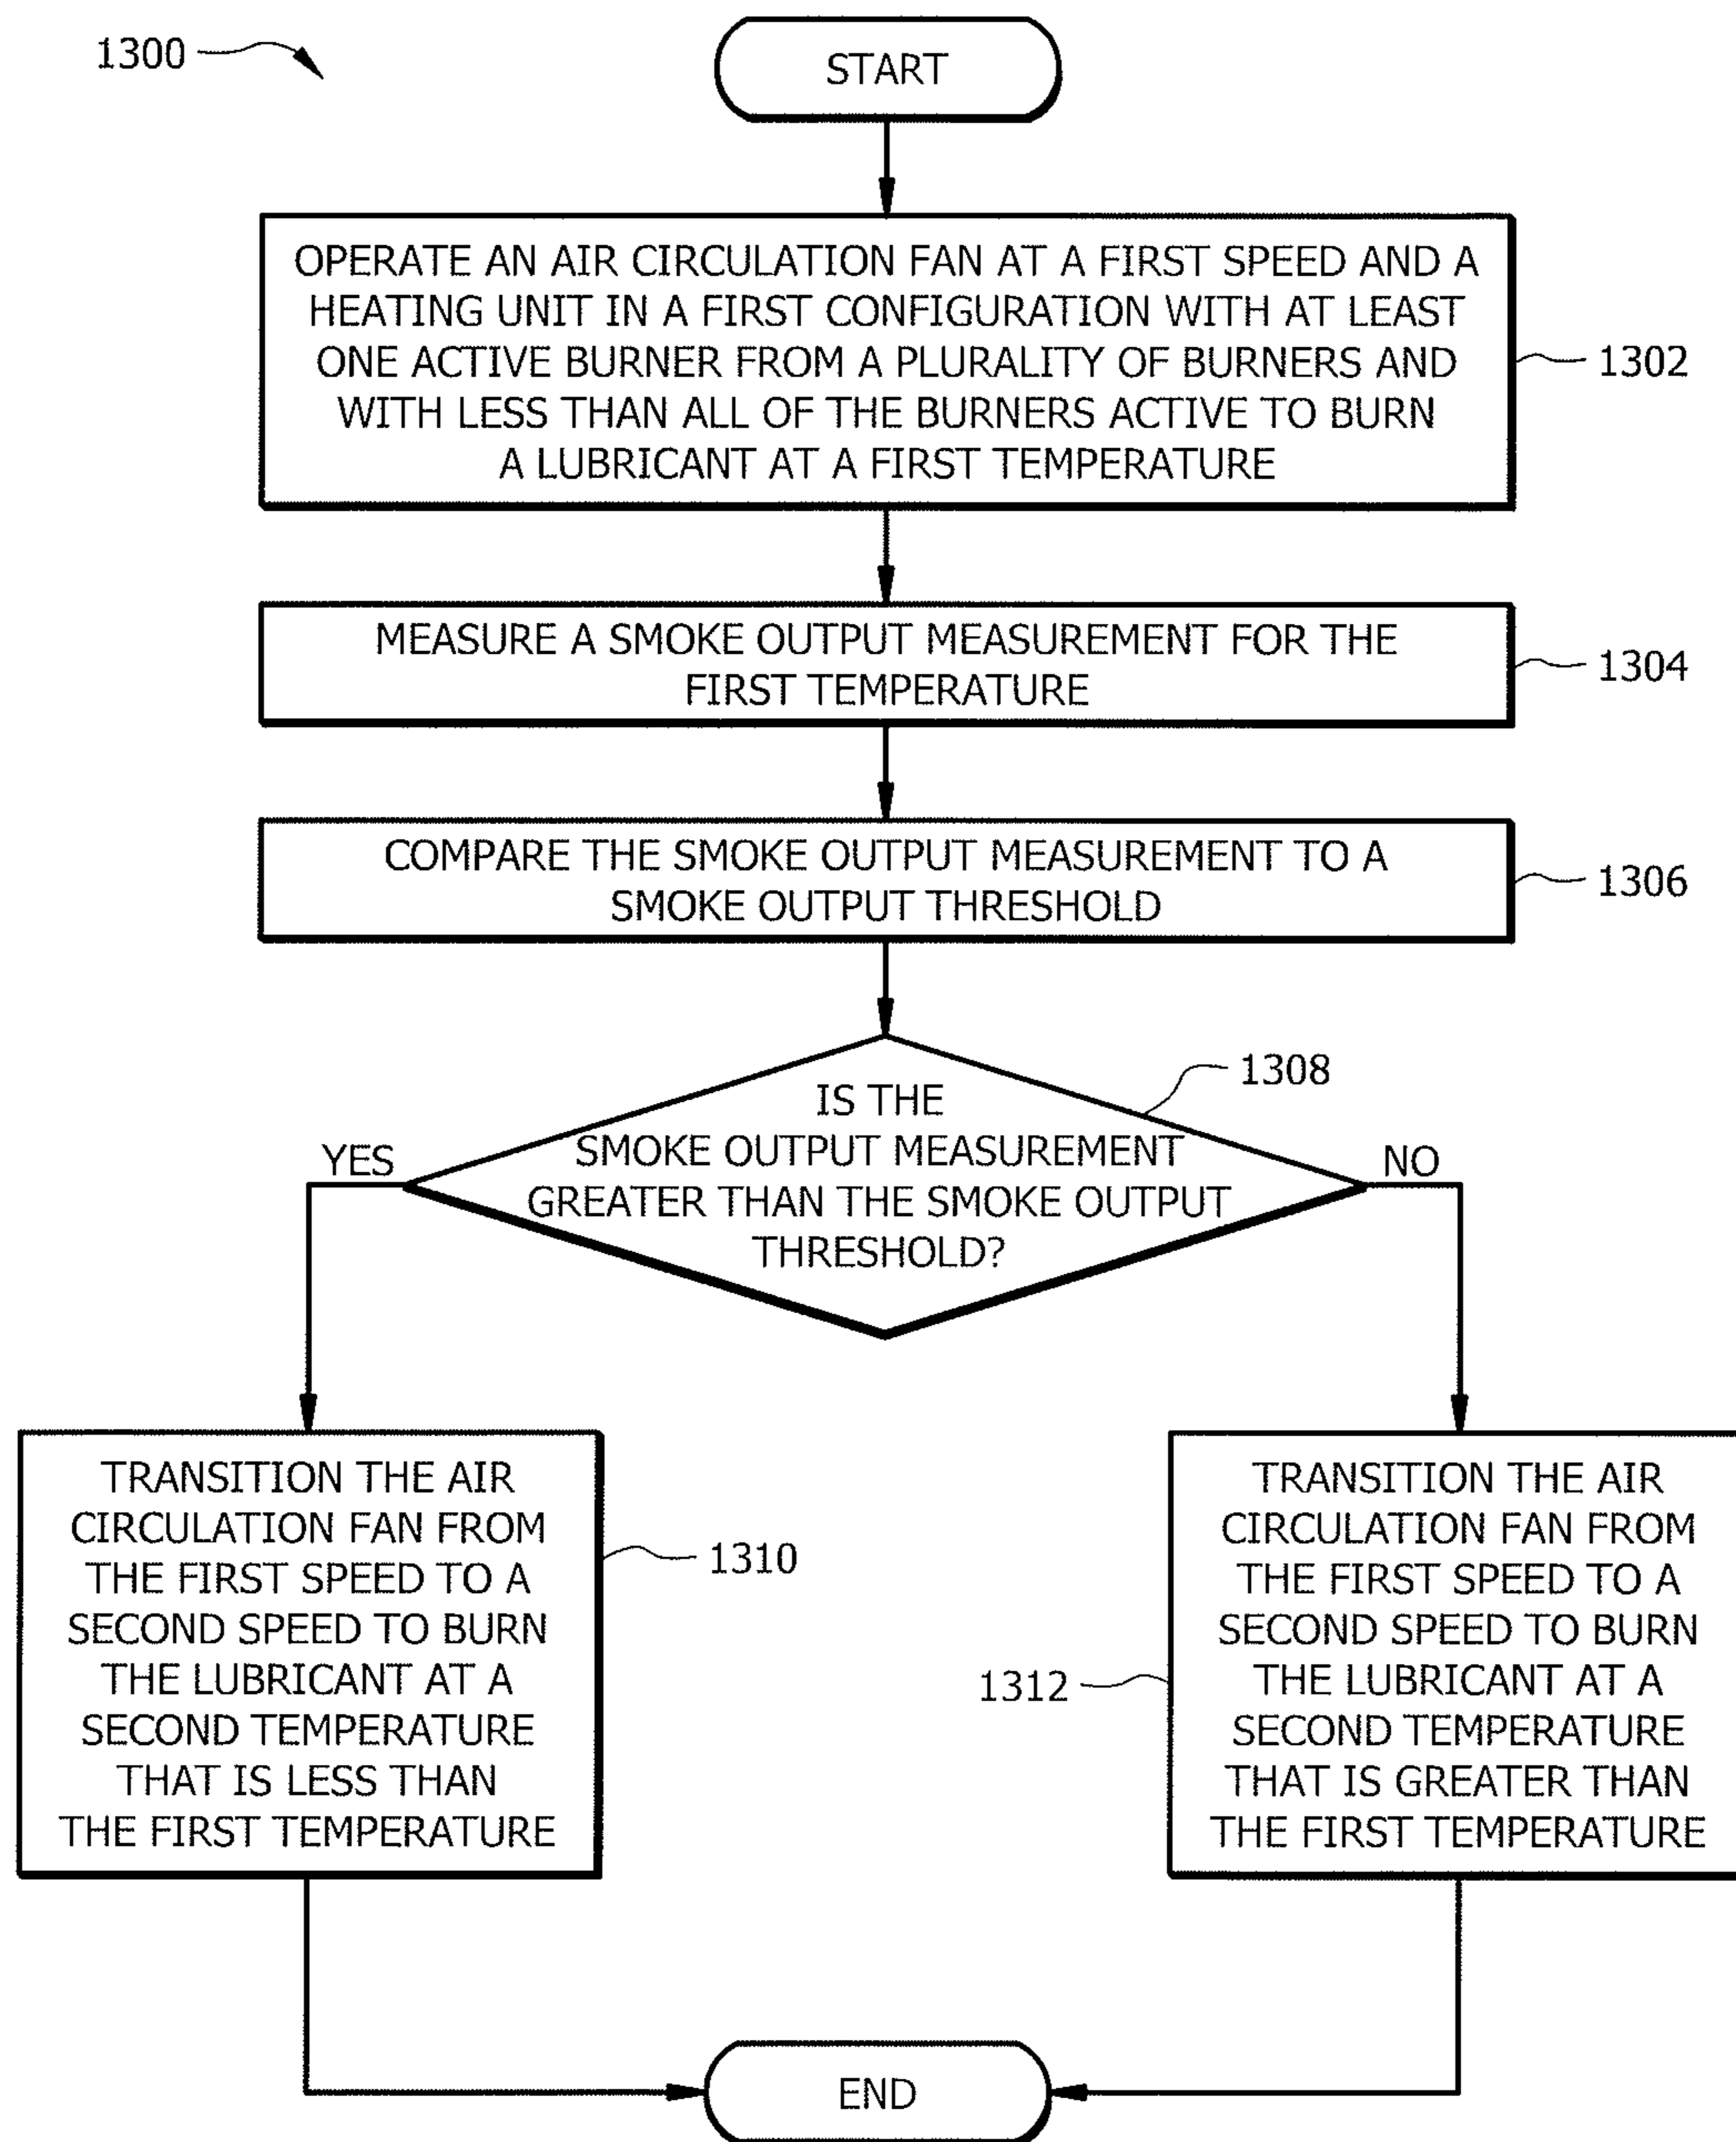 1300
START
OPERATE AN AIR CIRCULATION FAN AT A FIRST SPEED AND A
HEATING UNIT IN A FIRST CONFIGURATION WITH AT LEAST
ONE ACTIVE BURNER FROM A PLURALITY OF BURNERS AND
WITH LESS THAN ALL OF THE BURNERS ACTIVE TO BURN
A LUBRICANT AT A FIRST TEMPERATURE
1302
MEASURE A SMOKE OUTPUT MEASUREMENT FOR THE
FIRST TEMPERATURE
1304
COMPARE THE SMOKE OUTPUT MEASUREMENT TO A
SMOKE OUTPUT THRESHOLD
1306
1308
IS THE
SMOKE OUTPUT MEASUREMENT
GREATER THAN THE SMOKE OUTPUT
THRESHOLD?
YES
NO
TRANSITION THE AIR
CIRCULATION FAN FROM
THE FIRST SPEED TO A
SECOND SPEED TO BURN
THE LUBRICANT AT A
SECOND TEMPERATURE
THAT IS LESS THAN
THE FIRST TEMPERATURE
1310
1312
TRANSITION THE AIR
CIRCULATION FAN FROM
THE FIRST SPEED TO A
SECOND SPEED TO BURN
THE LUBRICANT AT A
SECOND TEMPERATURE
THAT IS GREATER THAN
THE FIRST TEMPERATURE
END